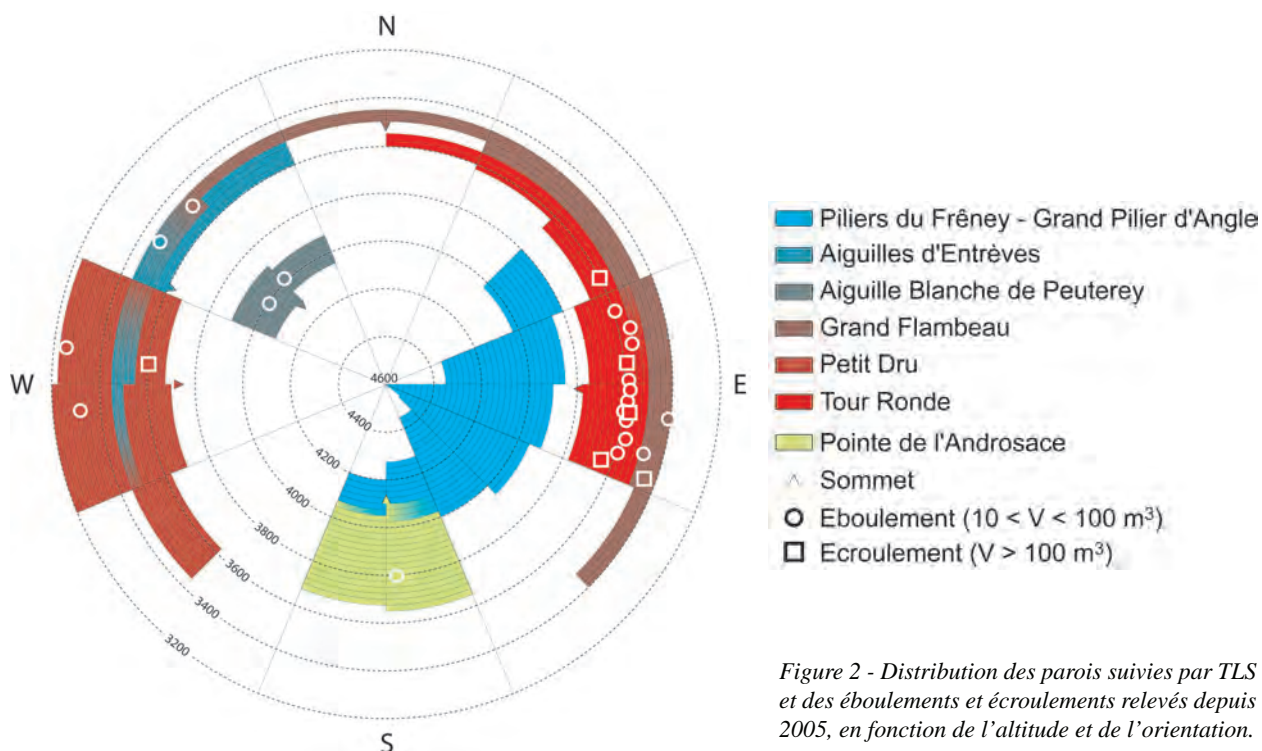 N
W
E
S
4600
4400
4200
4000
3800
3600
3400
3200
Piliers du Frêney - Grand Pilier d'Angle
Aiguilles d'Entrèves
Aiguille Blanche de Peuterey
Grand Flambeau
Petit Dru
Tour Ronde
Pointe de l'Androsace
Sommet
Eboulement (10 < V < 100 m³)
Ecroulement (V > 100 m³)
Figure 2 - Distribution des parois suivies par TLS
et des éboulements et écroulements relevés depuis
2005, en fonction de l’altitude et de l’orientation.